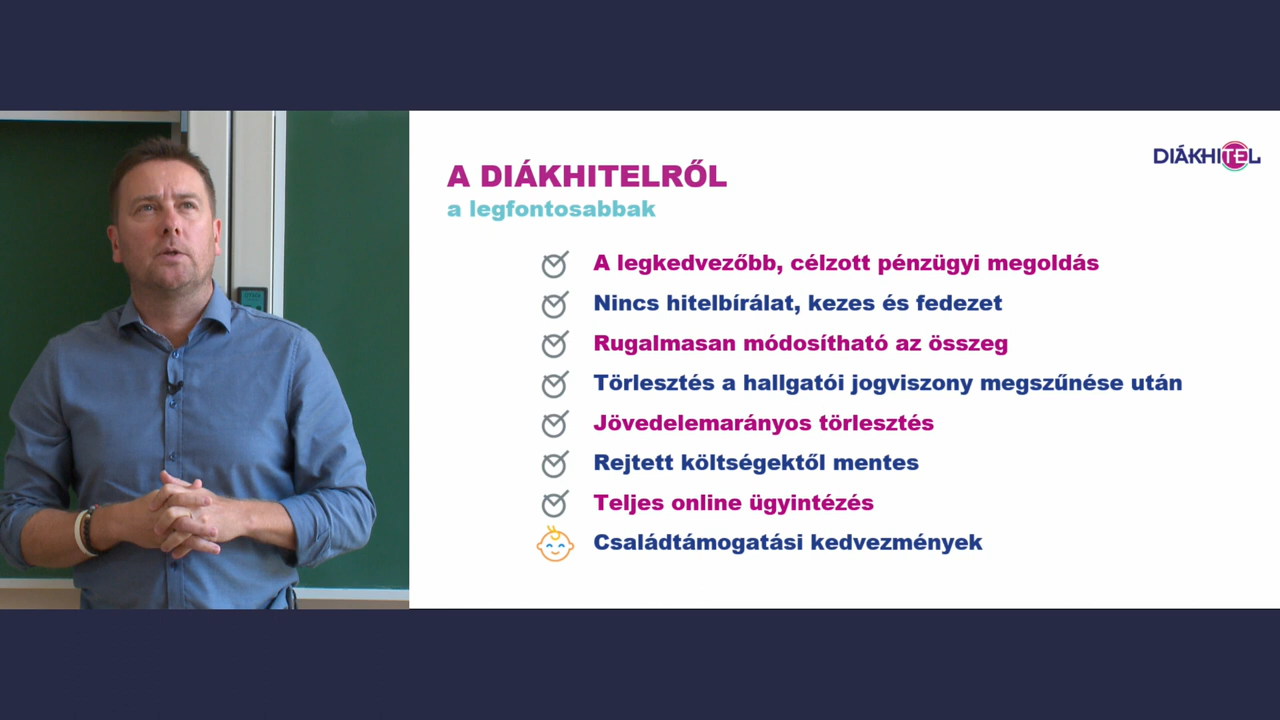 A DIÁKHITELRŐL
a legfontosabbak
DIÁKHITEL
A legkedvezőbb, célzott pénzügyi megoldás
Nincs hitelbírálat, kezes és fedezet
Rugalmasan módosítható az összeg
Törlesztés a hallgatói jogviszony megszűnése után
Jövedelemarányos törlesztés
Rejtett költségektől mentes
Teljes online ügyintézés
Családtámogatási kedvezmények